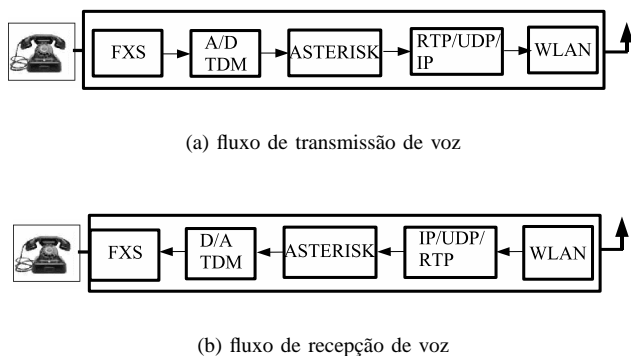 FXS
A/D
TDM
ASTERISK
RTP/UDP/
IP
WLAN
(a) fluxo de transmissão de voz
FXS
D/A
TDM
ASTERISK
IP/UDP/
RTP
WLAN
(b) fluxo de recepção de voz